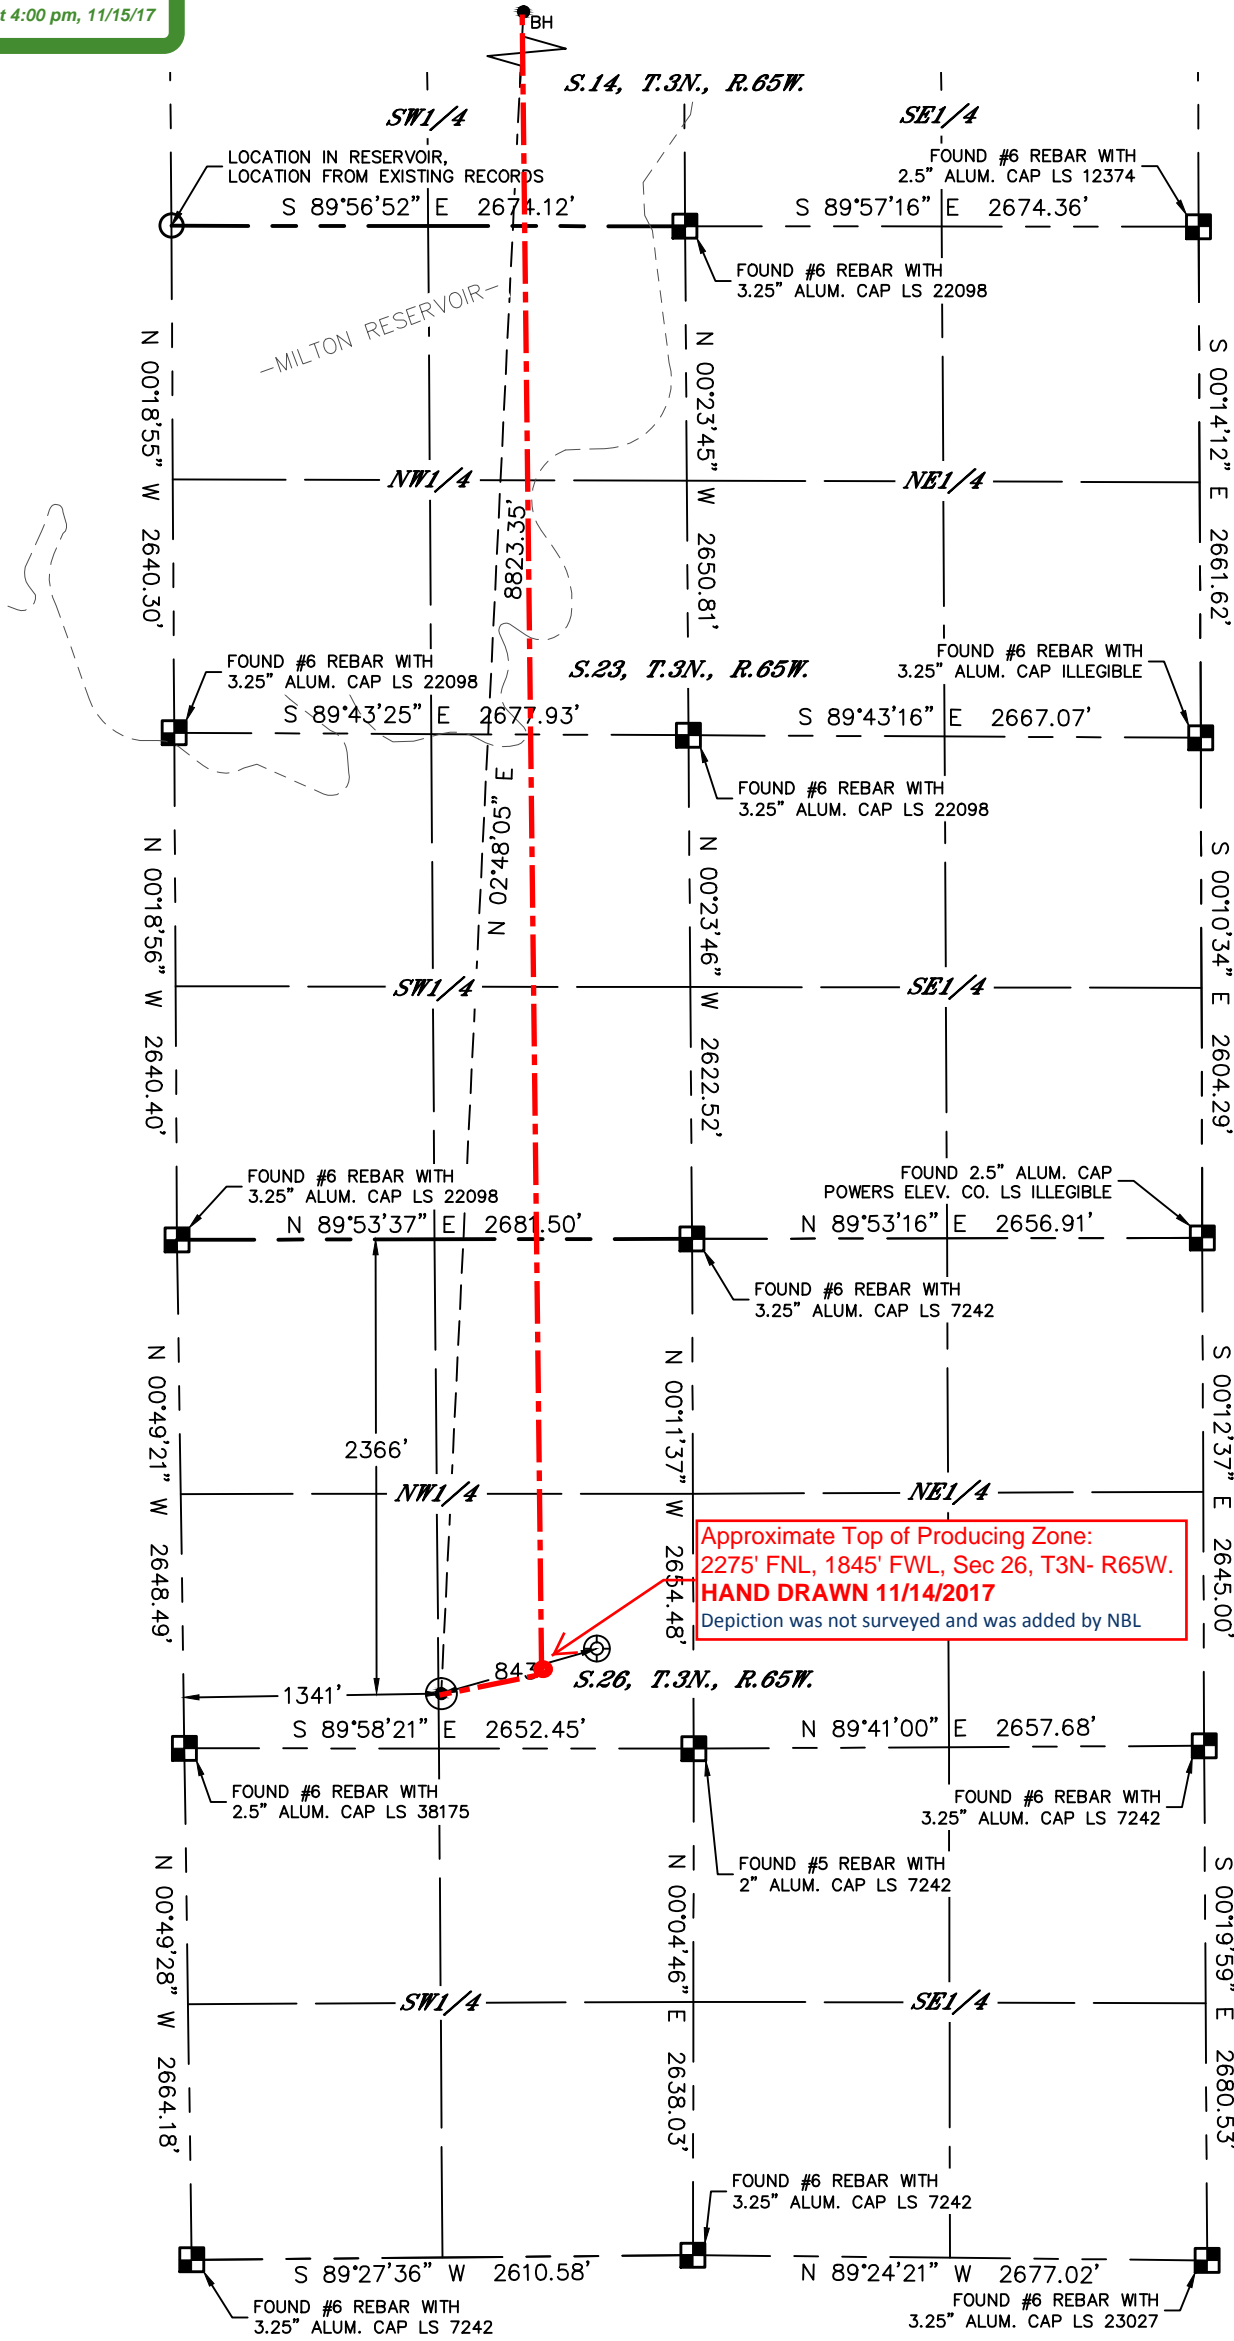 t 4:00 pm, 11/15/17
BH
S.14, T.3N., R.65W.
SW1/4
SE1/4
LOCATION IN RESERVOIR,
LOCATION FROM EXISTING RECORDS
FOUND #6 REBAR WITH
2.5" ALUM. CAP LS 12374
S 89°56'52" E 2674.12'
S 89°57'16" E 2674.36'
FOUND #6 REBAR WITH
3.25" ALUM. CAP LS 22098
-MILTON RESERVOIR-
N 00°18'55" W 2640.30'
N 00°23'45" W 2650.81'
S 00°14'12" E 2661.62'
NW1/4
NE1/4
8823.35'
FOUND #6 REBAR WITH
3.25" ALUM. CAP LS 22098
S.23, T.3N., R.65W.
FOUND #6 REBAR WITH
3.25" ALUM. CAP ILLEGIBLE
S 89°43'25" E 2677.93'
S 89°43'16" E 2667.07'
FOUND #6 REBAR WITH
3.25" ALUM. CAP LS 22098
N 02°48'05" E
N 00°18'56" W 2640.40'
N 00°23'46" W 2622.52'
S 00°10'34" E 2604.29'
SW1/4
SE1/4
FOUND #6 REBAR WITH
3.25" ALUM. CAP LS 22098
FOUND 2.5" ALUM. CAP
POWERS ELEV. CO. LS ILLEGIBLE
N 89°53'37" E 2681.50'
N 89°53'16" E 2656.91'
FOUND #6 REBAR WITH
3.25" ALUM. CAP LS 7242
N 00°49'21" W 2648.49'
2366'
N 00°11'37" W 2654.48'
S 00°12'37" E 2645.00'
NW1/4
NE1/4
Approximate Top of Producing Zone:
2275' FNL, 1845' FWL, Sec 26, T3N- R65W.
HAND DRAWN 11/14/2017
Depiction was not surveyed and was added by NBL
843
S.26, T.3N., R.65W.
1341'
S 89°58'21" E 2652.45'
N 89°41'00" E 2657.68'
FOUND #6 REBAR WITH
2.5" ALUM. CAP LS 38175
FOUND #6 REBAR WITH
3.25" ALUM. CAP LS 7242
FOUND #5 REBAR WITH
2" ALUM. CAP LS 7242
N 00°49'28" W 2664.18'
N 00°04'46" E 2638.03'
S 00°19'59" E 2680.53'
SW1/4
SE1/4
FOUND #6 REBAR WITH
3.25" ALUM. CAP LS 7242
S 89°27'36" W 2610.58'
N 89°24'21" W 2677.02'
FOUND #6 REBAR WITH
3.25" ALUM. CAP LS 7242
FOUND #6 REBAR WITH
3.25" ALUM. CAP LS 23027